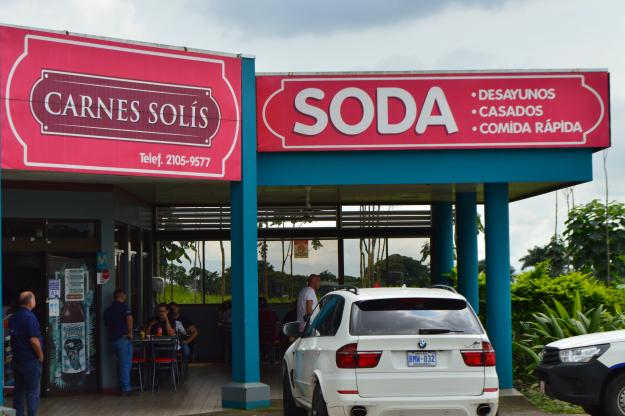 CARNES SOLÍS
Telef. 2105-9577
SODA
• DESAYUNOS
• CASADOS
• COMIDA RÁPIDA
BMW-032